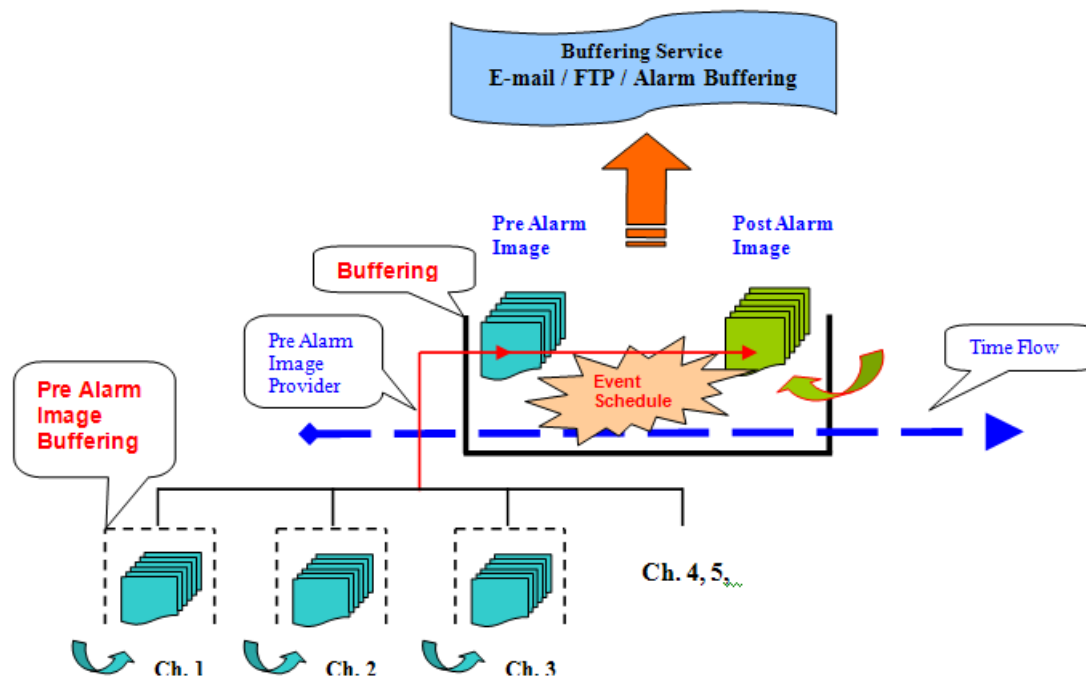 Buffering Service
E-mail / FTP / Alarm Buffering
Pre Alarm
Image
Post Alarm
Image
Buffering
Pre Alarm
Image
Provider
Time Flow
Event
Schedule
Pre Alarm
Image
Buffering
Ch. 4, 5,
Ch. 1
Ch. 2
Ch. 3